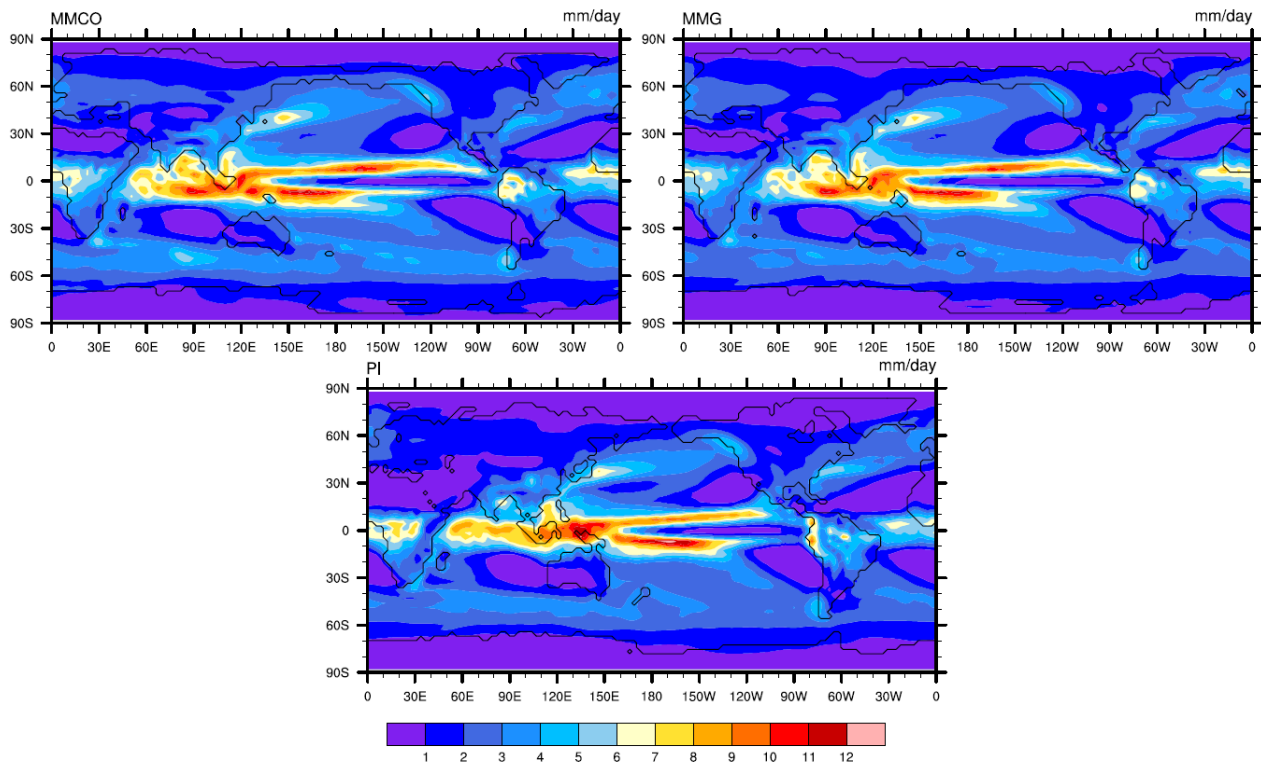 MMCO mm/day MMG mm/day
90N 90N
60N 60N
30N 30N
0 0
30S 30S
60S 60S
90S 90S
0 30E 60E 90E 120E 150E 180 150W 120W 90W 60W 0 0 30E 60E 90E 120E 150E 180 150W 120W 90W 60W 0
PI mm/day
90N
60N
30N
0
30S
60S
90S
0 30E 60E 90E 120E 150E 180 150W 120W 90W 60W 0
1 2 3 4 5 6 7 8 9 10 11 12